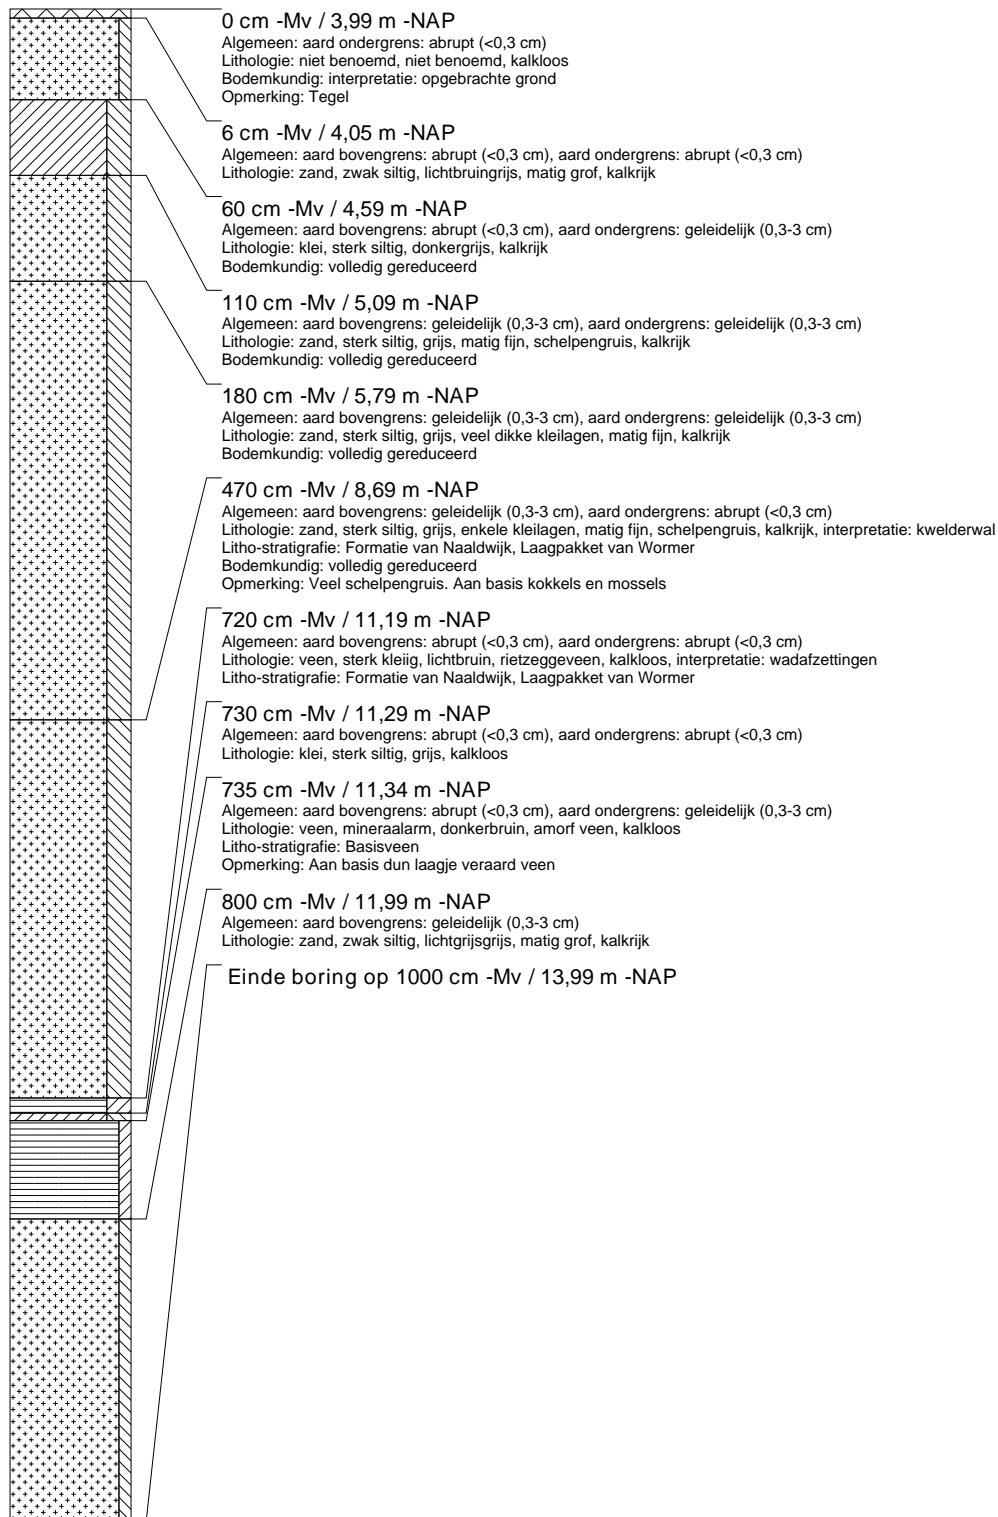 0 cm -Mv / 3,99 m -NAP
Algemeen: aard ondergrens: abrupt (<0,3 cm)
Lithologie: niet benoemd, niet benoemd, kalkloos
Bodemkundig: interpretatie: opgebrachte grond
Opmerking: Tegel
6 cm -Mv / 4,05 m -NAP
Algemeen: aard bovengrens: abrupt (<0,3 cm), aard ondergrens: abrupt (<0,3 cm)
Lithologie: zand, zwak siltig, lichtbruingrijs, matig grof, kalkrijk
60 cm -Mv / 4,59 m -NAP
Algemeen: aard bovengrens: abrupt (<0,3 cm), aard ondergrens: geleidelijk (0,3-3 cm)
Lithologie: klei, sterk siltig, donkergrijs, kalkrijk
Bodemkundig: volledig gereduceerd
110 cm -Mv / 5,09 m -NAP
Algemeen: aard bovengrens: geleidelijk (0,3-3 cm), aard ondergrens: geleidelijk (0,3-3 cm)
Lithologie: zand, sterk siltig, grijs, matig fijn, schelpengruis, kalkrijk
Bodemkundig: volledig gereduceerd
180 cm -Mv / 5,79 m -NAP
Algemeen: aard bovengrens: geleidelijk (0,3-3 cm), aard ondergrens: geleidelijk (0,3-3 cm)
Lithologie: zand, sterk siltig, grijs, veel dikke kleilagen, matig fijn, kalkrijk
Bodemkundig: volledig gereduceerd
470 cm -Mv / 8,69 m -NAP
Algemeen: aard bovengrens: geleidelijk (0,3-3 cm), aard ondergrens: abrupt (<0,3 cm)
Lithologie: zand, sterk siltig, grijs, enkele kleilagen, matig fijn, schelpengruis, kalkrijk, interpretatie: kwelderwal
Litho-stratigrafie: Formatie van Naaldwijk, Laagpakket van Wormer
Bodemkundig: volledig gereduceerd
Opmerking: Veel schelpengruis. Aan basis kokkels en mossels
720 cm -Mv / 11,19 m -NAP
Algemeen: aard bovengrens: abrupt (<0,3 cm), aard ondergrens: abrupt (<0,3 cm)
Lithologie: veen, sterk kleiig, lichtbruin, rietzeggeveen, kalkloos, interpretatie: wadafzettingen
Litho-stratigrafie: Formatie van Naaldwijk, Laagpakket van Wormer
730 cm -Mv / 11,29 m -NAP
Algemeen: aard bovengrens: abrupt (<0,3 cm), aard ondergrens: abrupt (<0,3 cm)
Lithologie: klei, sterk siltig, grijs, kalkloos
735 cm -Mv / 11,34 m -NAP
Algemeen: aard bovengrens: abrupt (<0,3 cm), aard ondergrens: geleidelijk (0,3-3 cm)
Lithologie: veen, mineraalarm, donkerbruin, amorf veen, kalkloos
Litho-stratigrafie: Basisveen
Opmerking: Aan basis dun laagje veraard veen
800 cm -Mv / 11,99 m -NAP
Algemeen: aard bovengrens: geleidelijk (0,3-3 cm)
Lithologie: zand, zwak siltig, lichtgrijsgrijs, matig grof, kalkrijk
Einde boring op 1000 cm -Mv / 13,99 m -NAP